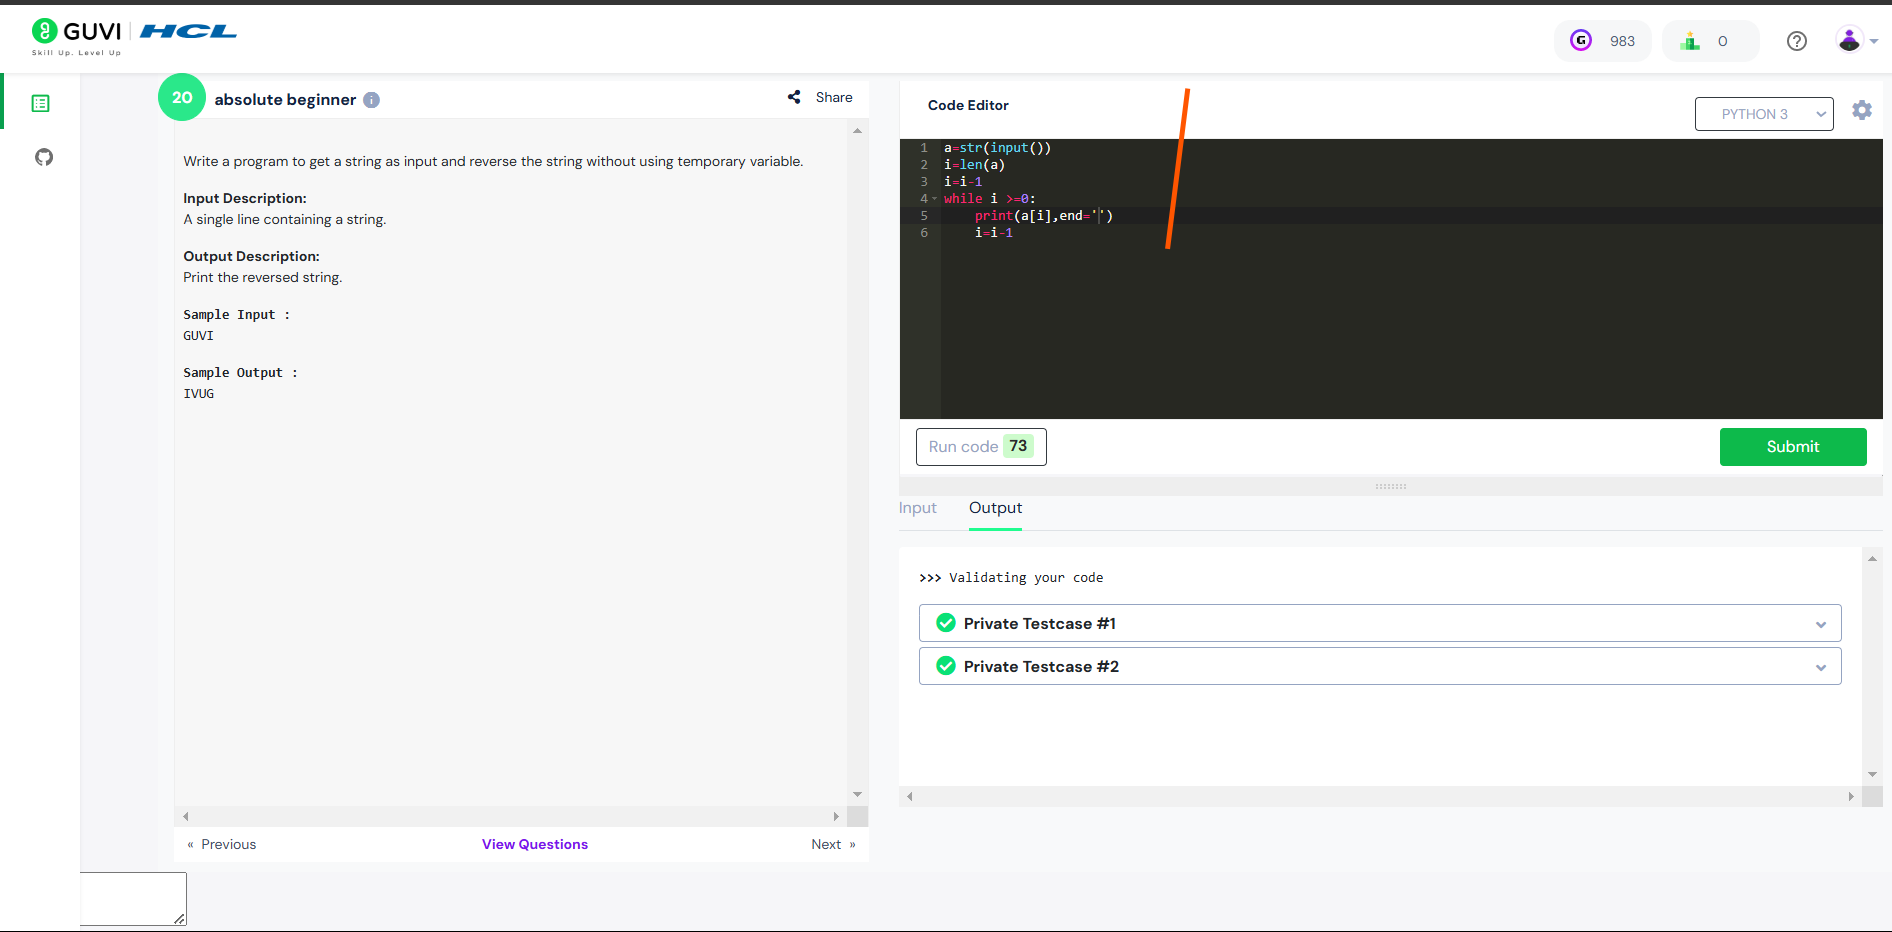 GUVI | HCL
Skill Up. Level Up
983
0
20
absolute beginner
Share
Write a program to get a string as input and reverse the string without using temporary variable.
Input Description:
A single line containing a string.
Output Description:
Print the reversed string.
Sample Input :
GUVI
Sample Output :
IVUG
« Previous
View Questions
Next »
Code Editor
PYTHON 3
1 a=str(input())
2 i=len(a)
3 i=i-1
4 while i >=0:
5     print(a[i],end='')
6     i=i-1
Run code 73
Submit
Input
Output
>>> Validating your code
Private Testcase #1
Private Testcase #2